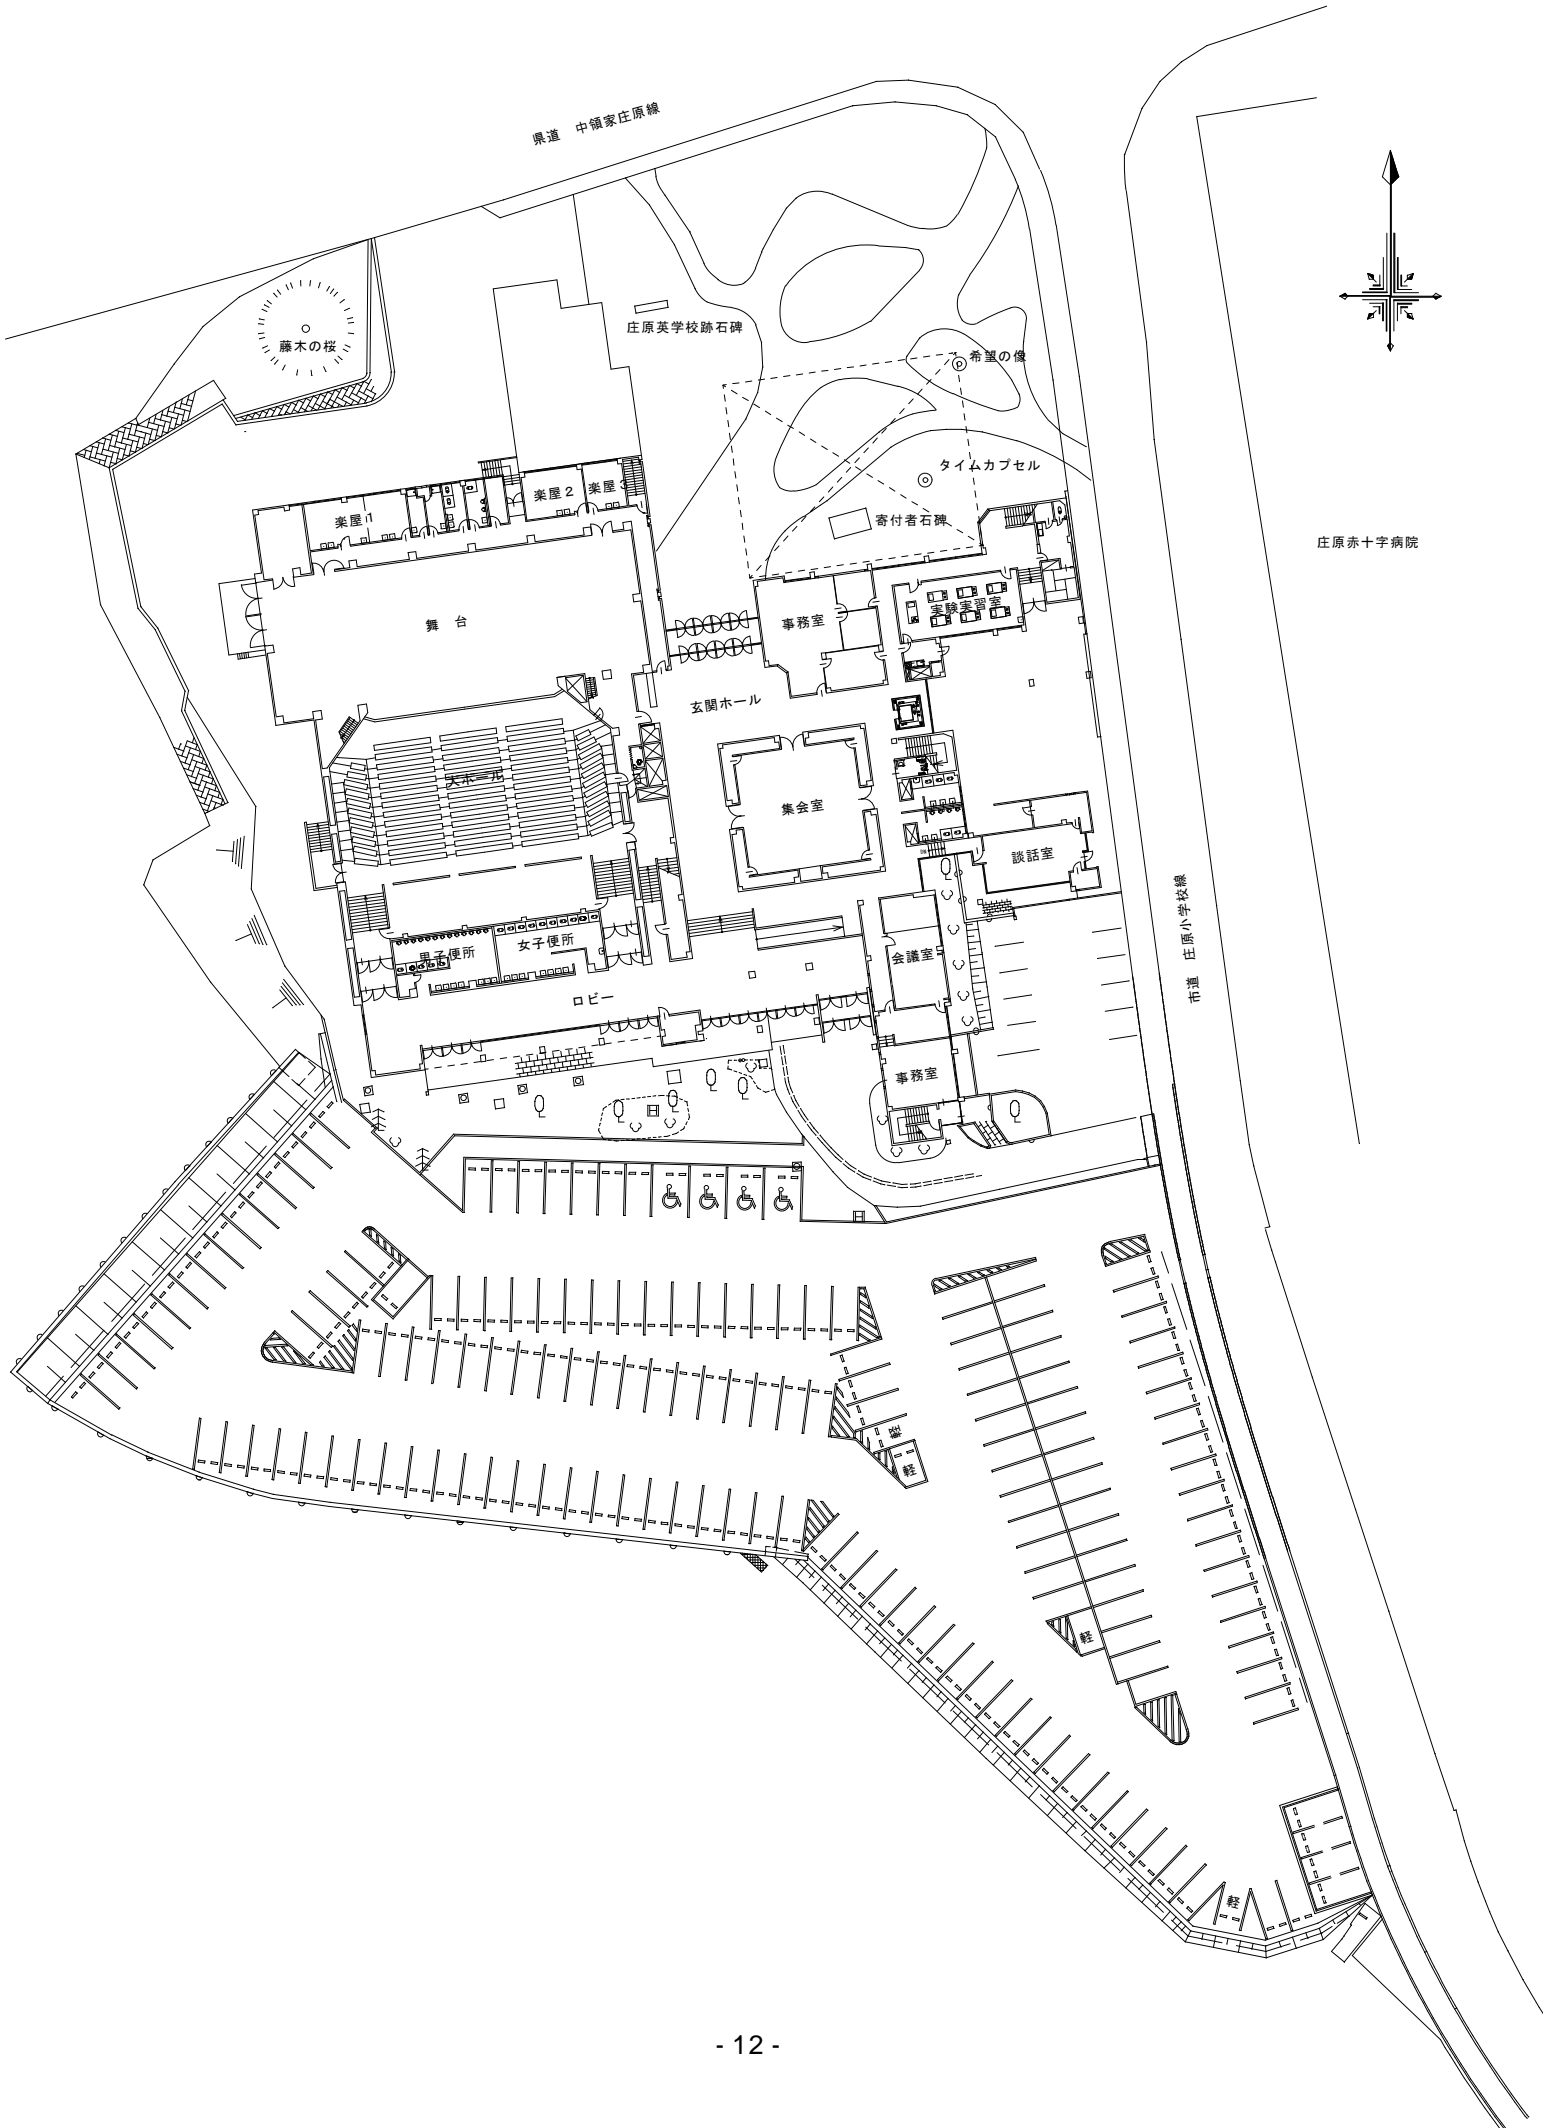 県道　中領家庄原線
庄原英学校跡石碑
藤木の桜
希望の像
タイムカプセル
寄付者石碑
庄原赤十字病院
楽屋1
楽屋2
楽屋3
実験実習室
事務室
舞　台
玄関ホール
大ホール
集会室
談話室
市道　庄原小学校線
会議室
女子便所
男子便所
ロビー
事務室
軽
軽
軽
軽
- 12 -